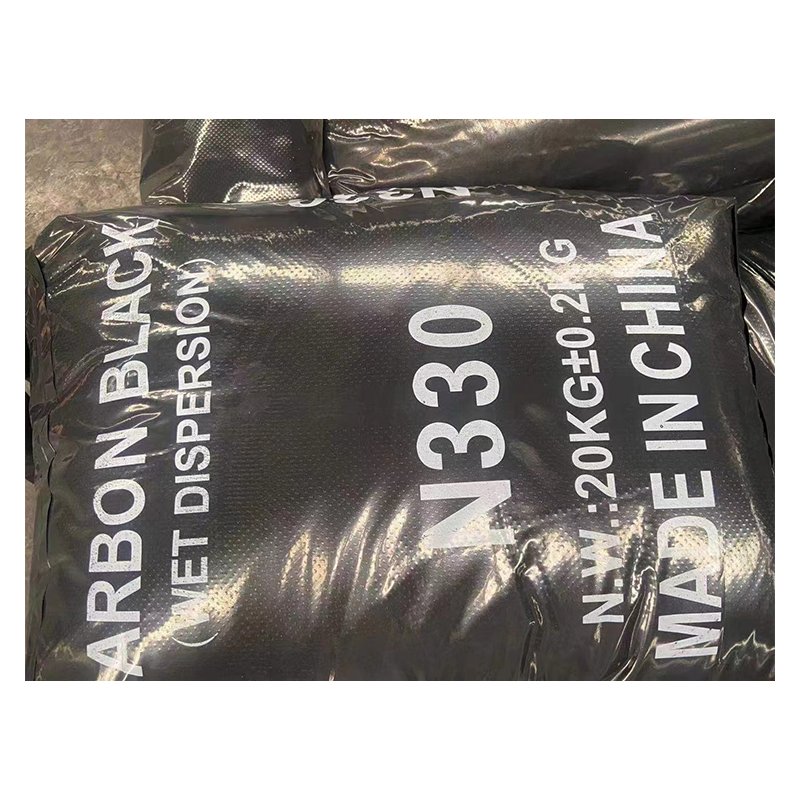 ARBON BLACK
(WET DISPERSION)
N330
N.W.:20KG±0.2KG
MADE IN CHINA